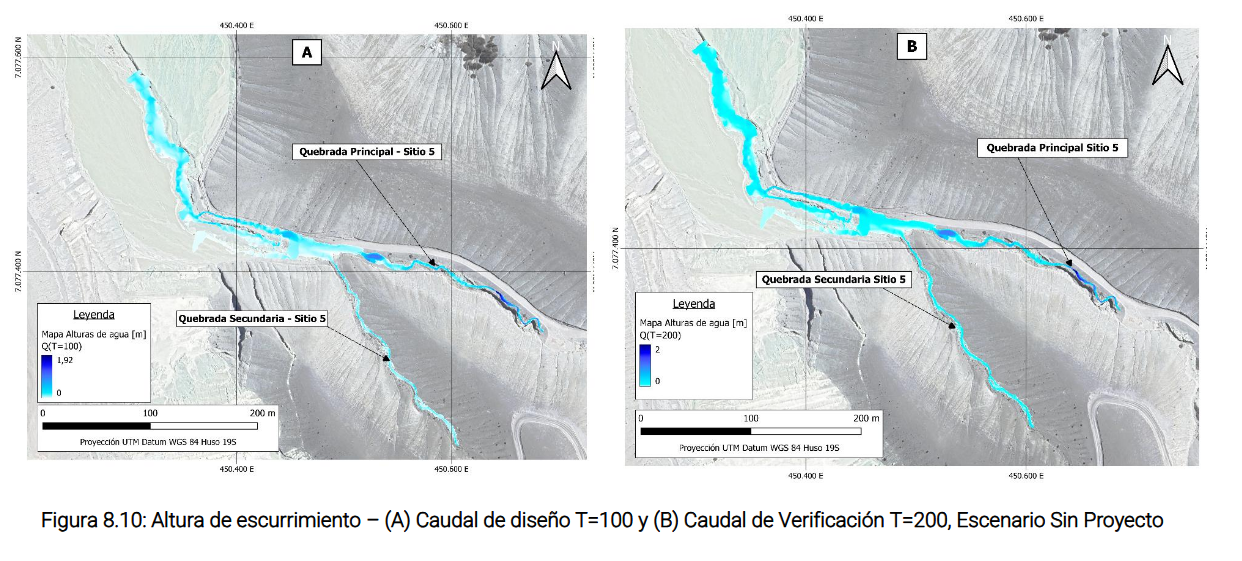 450.400 E
450.600 E
7.077.600 N
A
N
Quebrada Principal - Sitio 5
7.077.400 N
Quebrada Secundaria - Sitio 5
Leyenda
Mapa Alturas de agua [m]
Q(T=100)
1,92
0
0
100
200 m
Proyección UTM Datum WGS 84 Huso 19S
450.400 E
450.600 E
450.400 E
450.600 E
B
N
Quebrada Principal Sitio 5
7.077.400 N
Quebrada Secundaria Sitio 5
Leyenda
Mapa Alturas de agua [m]
Q(T=200)
2
0
0
100
200 m
Proyección UTM Datum WGS 84 Huso 19S
450.400 E
450.600 E
Figura 8.10: Altura de escurrimiento – (A) Caudal de diseño T=100 y (B) Caudal de Verificación T=200, Escenario Sin Proyecto